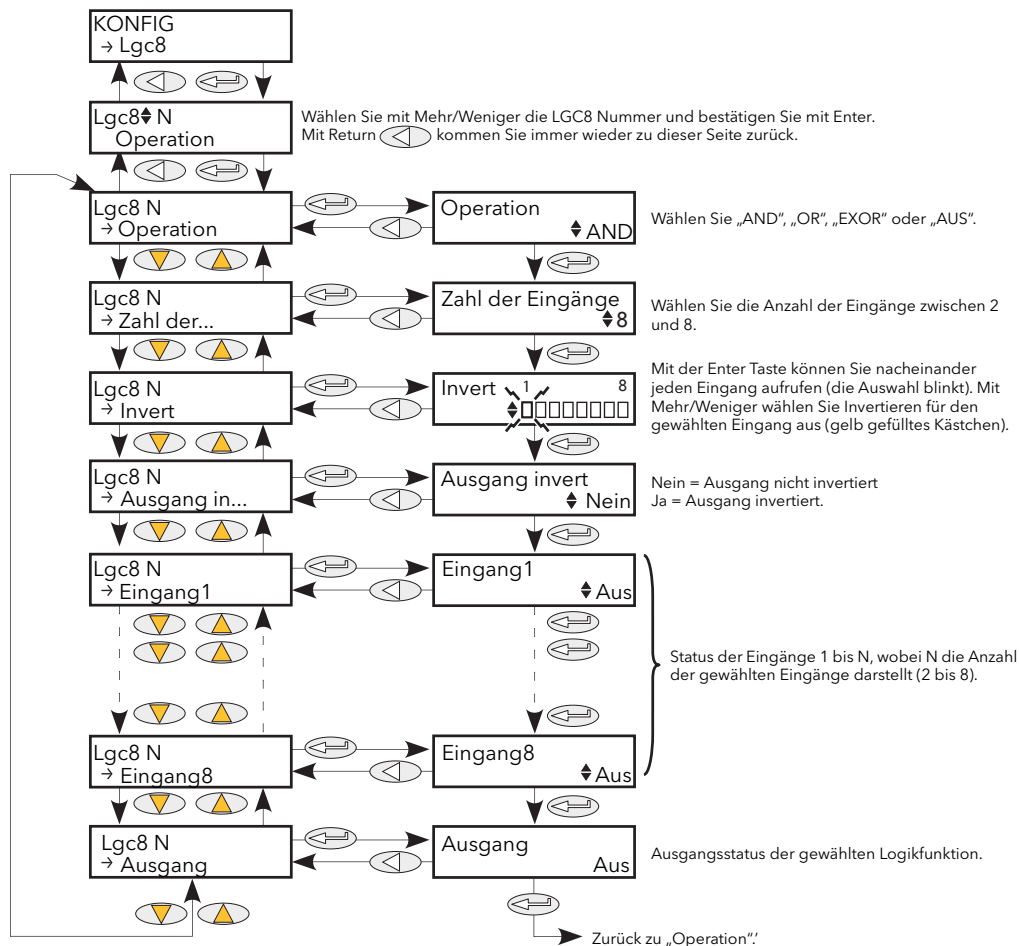 KONFIG
→ Lgc8
Lgc8 N
Operation
Wählen Sie mit Mehr/Weniger die LGC8 Nummer und bestätigen Sie mit Enter.
Mit Return kommen Sie immer wieder zu dieser Seite zurück.
Lgc8 N
→ Operation
Operation
AND
Wählen Sie „AND“, „OR“, „EXOR“ oder „AUS“.
Lgc8 N
→ Zahl der...
Zahl der Eingänge
8
Wählen Sie die Anzahl der Eingänge zwischen 2
und 8.
Lgc8 N
→ Invert
Invert 1 8
Mit der Enter Taste können Sie nacheinander
jeden Eingang aufrufen (die Auswahl blinkt). Mit
Mehr/Weniger wählen Sie Invertieren für den
gewählten Eingang aus (gelb gefülltes Kästchen).
Lgc8 N
→ Ausgang in...
Ausgang invert
Nein
Nein = Ausgang nicht invertiert
Ja = Ausgang invertiert.
Lgc8 N
→ Eingang1
Eingang1
Aus
Status der Eingänge 1 bis N, wobei N die Anzahl
der gewählten Eingänge darstellt (2 bis 8).
Lgc8 N
→ Eingang8
Eingang8
Aus
Lgc8 N
→ Ausgang
Ausgang
Aus
Ausgangsstatus der gewählten Logikfunktion.
Zurück zu „Operation“.'